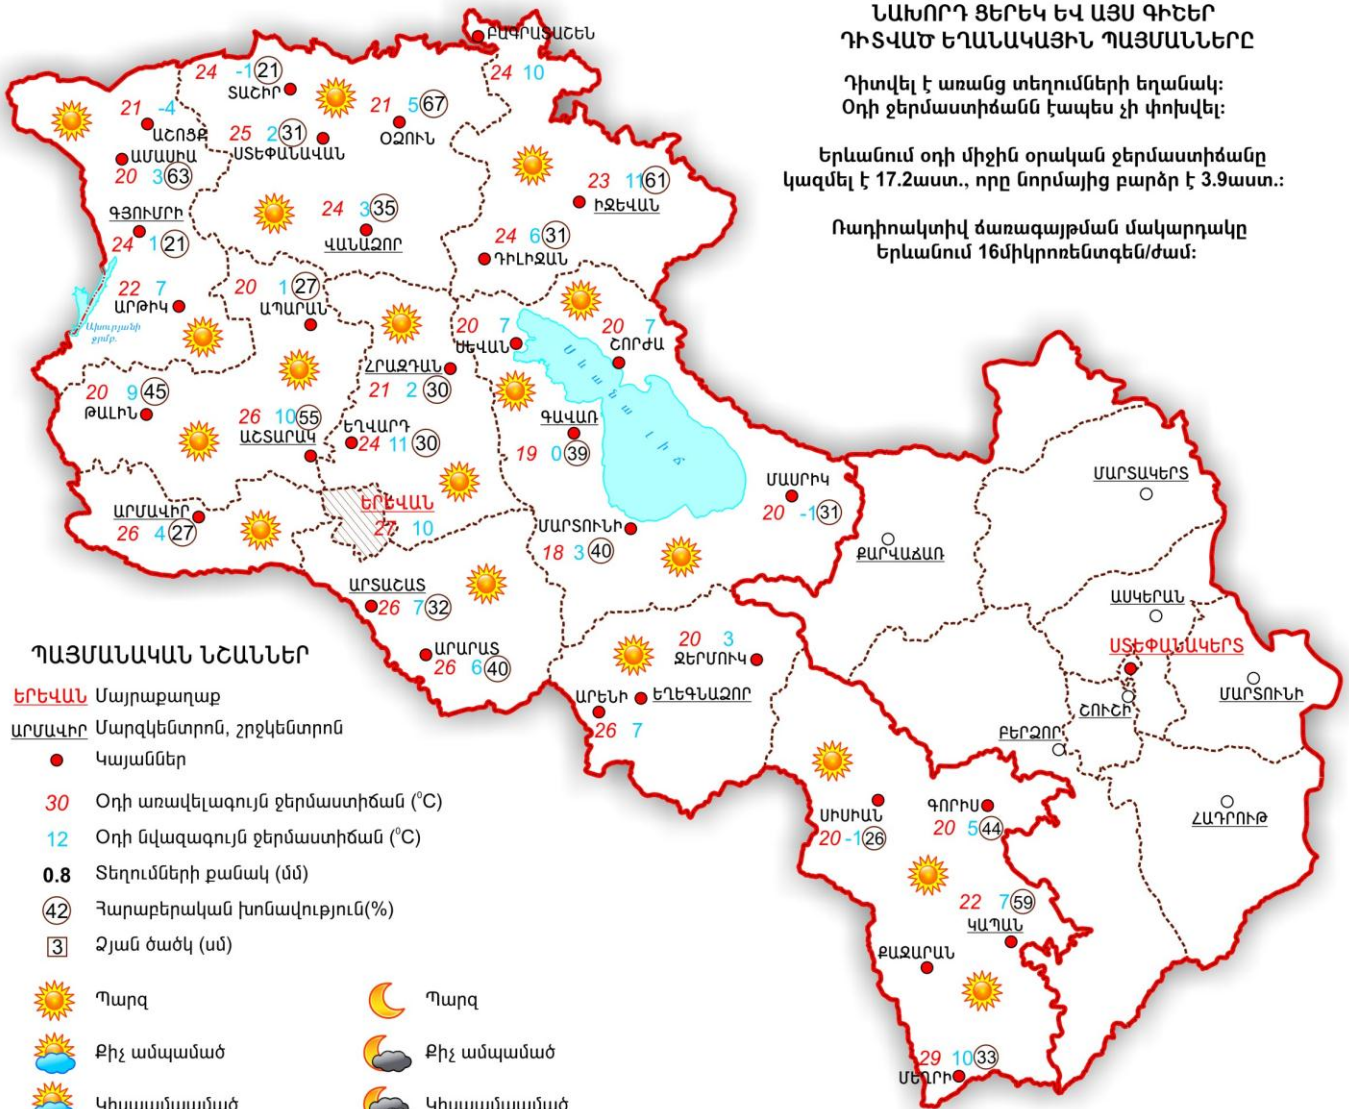 ՆԱԽՈՐԴ ՑԵՐԵԿ ԵՎ ԱՅՍ ԳԻՇԵՐ
ԴԻՏՎԱԾ ԵՂԱՆԱԿԱՅԻՆ ՊԱՅՄԱՆՆԵՐԸ
Դիտվել է առանց տեղումների եղանակ:
Օդի ջերմաստիճանն էապես չի փոխվել:
Երևանում օդի միջին օրական ջերմաստիճանը
կազմել է 17.2աստ., որը նորմայից բարձր է 3.9աստ.:
Ռադիոակտիվ ճառագայթման մակարդակը
Երևանում 16միկրոռենտգեն/ժամ:
ԲԱԳՐԱՏԱՇԵՆ
24 10
24 -1 21
ՏԱՇԻՐ
21 -4
ԱՇՈՑՔ
21 5 67
ՕՁՈՒՆ
25 2 31
ՍՏԵՓԱՆԱՎԱՆ
ԱՄԱՍԻԱ
20 3 63
23 11 61
ԻՋԵՎԱՆ
ԳՅՈՒՄՐԻ
24 1 21
24 3 35
ՎԱՆԱՁՈՐ
24 6 31
ԴԻԼԻՋԱՆ
22 7
ԱՐԹԻԿ
20 1 27
ԱՊԱՐԱՆ
Ախուրյանի
ջրմբ.
20 7
ՍԵՎԱՆ
20 7
ՇՈՐԺԱ
Սևանա լիճ
ՀՐԱԶԴԱՆ
21 2 30
20 9 45
ԹԱԼԻՆ
26 10 55
ԱՇՏԱՐԱԿ
ԵՂՎԱՐԴ
24 11 30
ԳԱՎԱՌ
19 0 39
ՄԱՍՐԻԿ
20 -1 31
ՄԱՐՏԱԿԵՐՏ
ԵՐԵՎԱՆ
27 10
ԱՐՄԱՎԻՐ
26 4 27
ՄԱՐՏՈՒՆԻ
18 3 40
ՔԱՐՎԱՃԱՌ
ԱՐՏԱՇԱՏ
26 7 32
ԱՍԿԵՐԱՆ
ՍՏԵՓԱՆԱԿԵՐՏ
ԱՐԱՐԱՏ
26 6 40
20 3
ՋԵՐՄՈՒԿ
ԱՐԵՆԻ
26 7
ԵՂԵԳՆԱՁՈՐ
ՄԱՐՏՈՒՆԻ
ՇՈՒՇԻ
ԲԵՐՁՈՐ
ՀԱԴՐՈՒԹ
ՍԻՍԻԱՆ
20 -1 26
ԳՈՐԻՍ
20 5 44
22 7 59
ԿԱՊԱՆ
ՔԱՋԱՐԱՆ
29 10 33
ՄԵՂՐԻ
ՊԱՅՄԱՆԱԿԱՆ ՆՇԱՆՆԵՐ
ԵՐԵՎԱՆ Մայրաքաղաք
ԱՐՄԱՎԻՐ Մարզկենտրոն, շրջկենտրոն
Կայաններ
30 Օդի առավելագույն ջերմաստիճան (⁰C)
12 Օդի նվազագույն ջերմաստիճան (⁰C)
0.8 Տեղումների քանակ (մմ)
42 Հարաբերական խոնավություն(%)
3 Ձյան ծածկ (սմ)
Պարզ Պարզ
Քիչ ամպամած Քիչ ամպամած